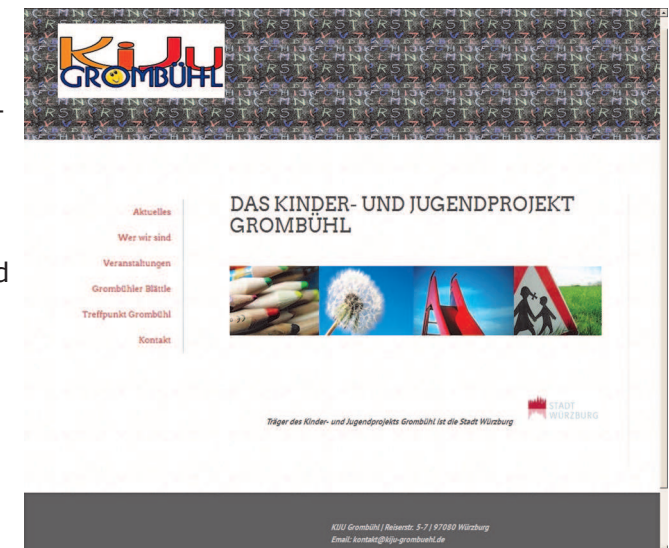 KiJu
GROMBÜHL
Aktuelles
Wer wir sind
Veranstaltungen
Grombühler Blättle
Treffpunkt Grombühl
Kontakt
DAS KINDER- UND JUGENDPROJEKT
GROMBÜHL
Träger des Kinder- und Jugendprojekts Grombühl ist die Stadt Würzburg
STADT
WÜRZBURG
KIJU Grombühl | Reiserstr. 5-7 | 97080 Würzburg
Email: kontakt@kiju-grombuehl.de